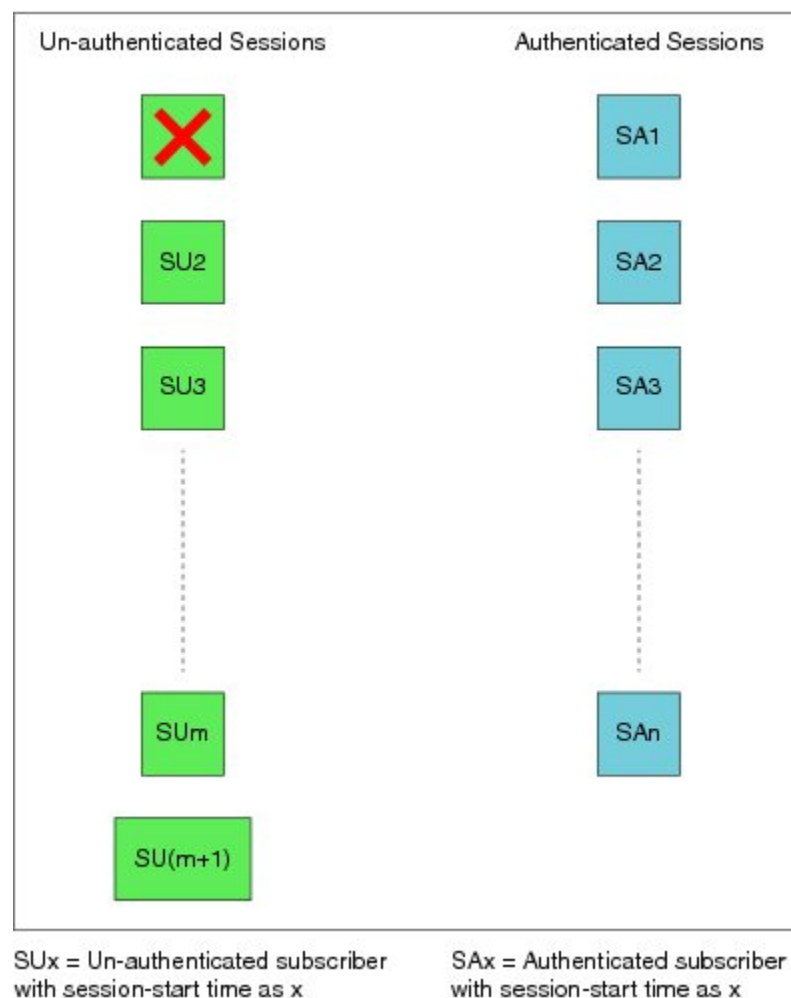 Un-authenticated Sessions
Authenticated Sessions
SA1
SU2
SA2
SU3
SA3
SUm
SAn
SU(m+1)
SUx = Un-authenticated subscriber
with session-start time as x
SAx = Authenticated subscriber
with session-start time as x